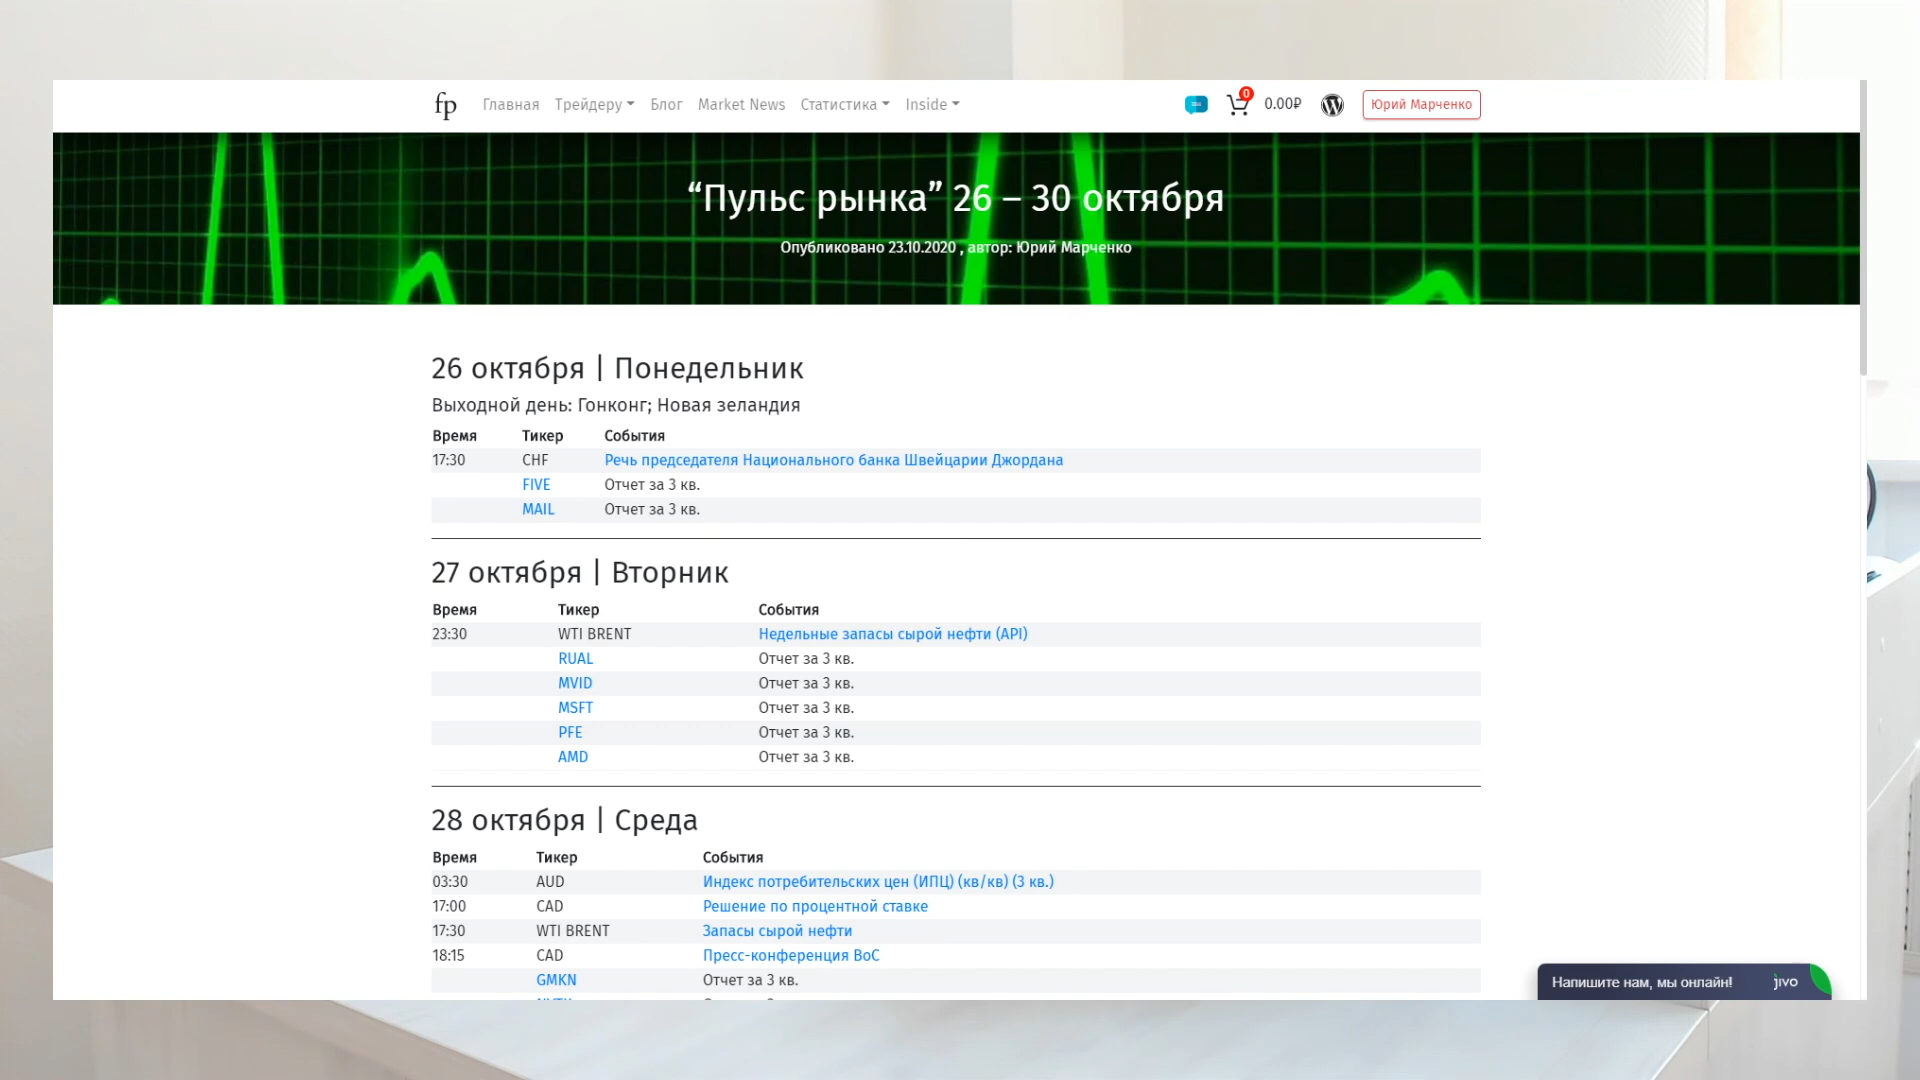 fp Главная Трейдеру Блог Market News Статистика Inside 0 0.00₽ Юрий Марченко
“Пульс рынка” 26 – 30 октября
Опубликовано 23.10.2020 , автор: Юрий Марченко
26 октября | Понедельник
Выходной день: Гонконг; Новая зеландия
Время Тикер События
17:30 CHF Речь председателя Национального банка Швейцарии Джордана
FIVE Отчет за 3 кв.
MAIL Отчет за 3 кв.
27 октября | Вторник
Время Тикер События
23:30 WTI BRENT Недельные запасы сырой нефти (API)
RUAL Отчет за 3 кв.
MVID Отчет за 3 кв.
MSFT Отчет за 3 кв.
PFE Отчет за 3 кв.
AMD Отчет за 3 кв.
28 октября | Среда
Время Тикер События
03:30 AUD Индекс потребительских цен (ИПЦ) (кв/кв) (3 кв.)
17:00 CAD Решение по процентной ставке
17:30 WTI BRENT Запасы сырой нефти
18:15 CAD Пресс-конференция ВоС
GMKN Отчет за 3 кв.
Напишите нам, мы онлайн! jivo